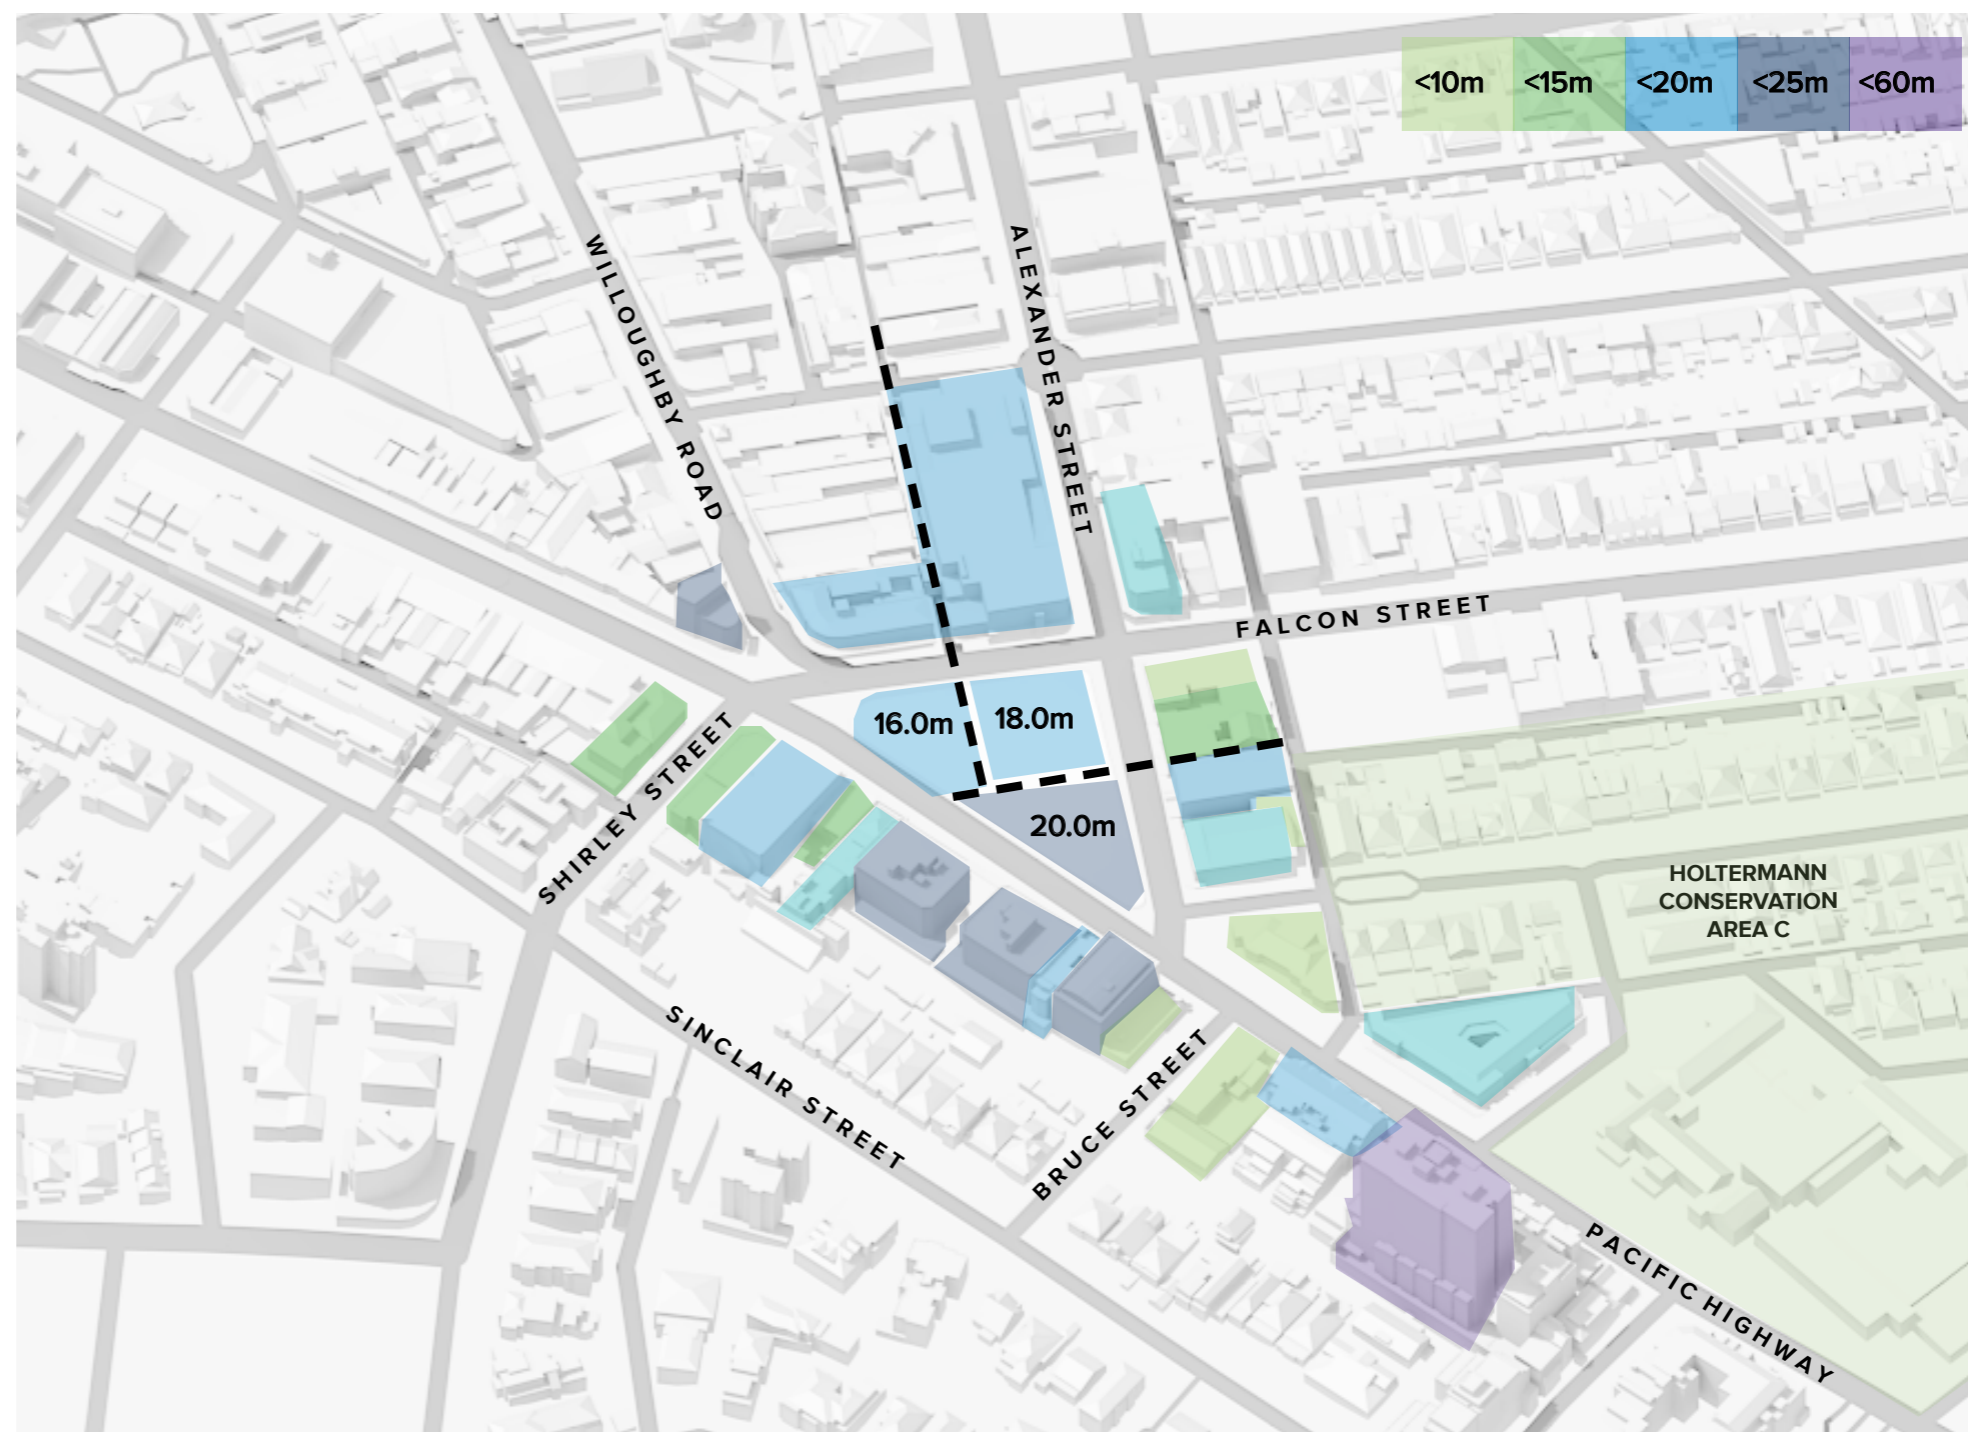 <10m <15m <20m <25m <60m
WILLOUGHBY ROAD
ALEXANDER STREET
FALCON STREET
16.0m
18.0m
20.0m
SHIRLEY STREET
HOLTERMANN
CONSERVATION
AREA C
SINCLAIR STREET
BRUCE STREET
PACIFIC HIGHWAY